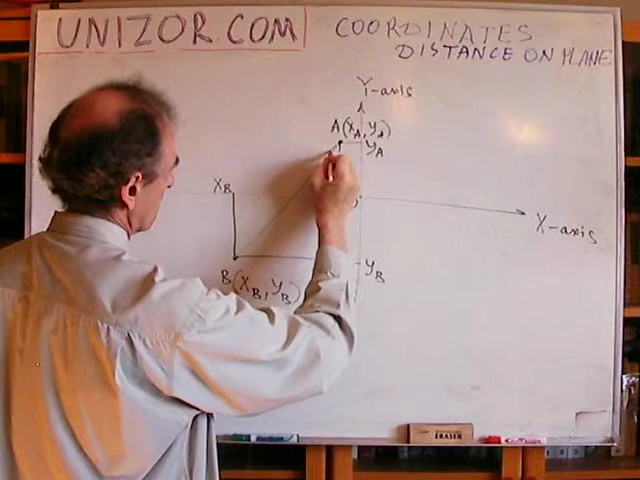 UNIZOR.COM
COORDINATES
DISTANCE ON PLANE
Y-axis
A(XA, YA)
YA
XB
X-axis
YB
B(XB, YB)
ERASER